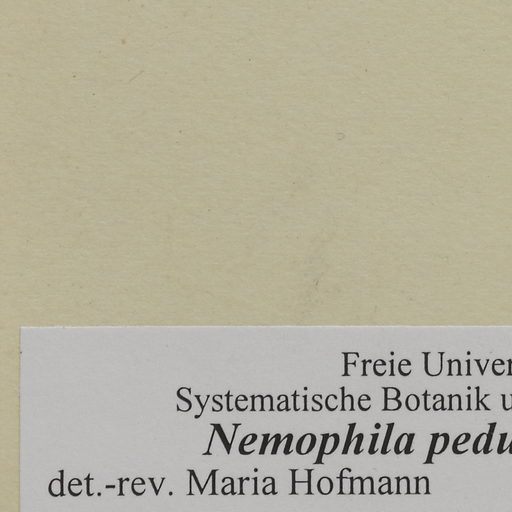 Freie Univer
Systematische Botanik u
Nemophila pedu
det.-rev. Maria Hofmann